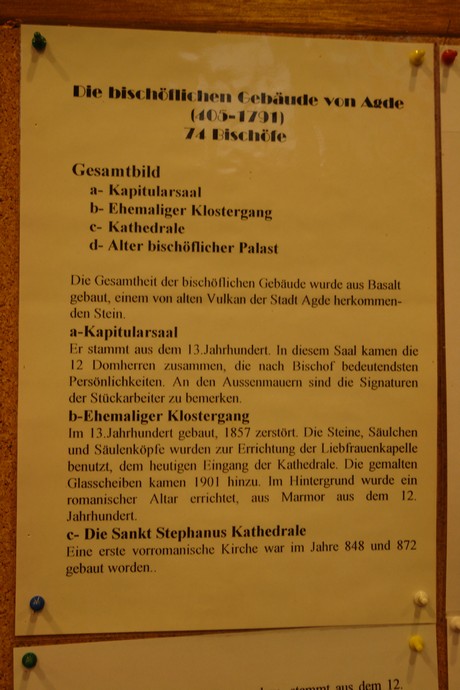 Die bischöflichen Gebäude von Agde
(405-1791)
74 Bischöfe
Gesamtbild
a- Kapitularsaal
b- Ehemaliger Klostergang
c- Kathedrale
d- Alter bischöflicher Palast
Die Gesamtheit der bischöflichen Gebäude wurde aus Basalt
gebaut, einem von alten Vulkan der Stadt Agde herkommen-
den Stein.
a-Kapitularsaal
Er stammt aus dem 13.Jahrhundert. In diesem Saal kamen die
12 Domherren zusammen, die nach Bischof bedeutendsten
Persönlichkeiten. An den Aussenmauern sind die Signaturen
der Stückarbeiter zu bemerken.
b-Ehemaliger Klostergang
Im 13.Jahrhundert gebaut, 1857 zerstört. Die Steine, Säulchen
und Säulenköpfe wurden zur Errichtung der Liebfrauenkapelle
benutzt, dem heutigen Eingang der Kathedrale. Die gemalten
Glasscheiben kamen 1901 hinzu. Im Hintergrund wurde ein
romanischer Altar errichtet, aus Marmor aus dem 12.
Jahrhundert.
c- Die Sankt Stephanus Kathedrale
Eine erste vorromanische Kirche war im Jahre 848 und 872
gebaut worden..
stammt aus dem 12.